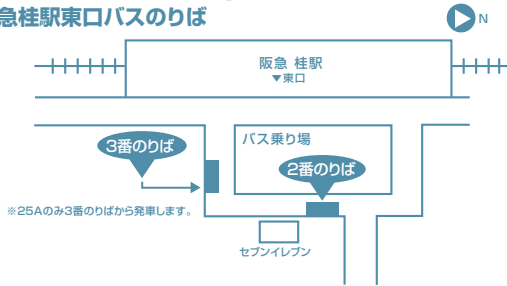 急桂駅東口バスのりば
N
阪急 桂駅
▼東口
バス乗り場
3番のりば
2番のりば
※25Aのみ3番のりばから発車します。
セブンイレブン